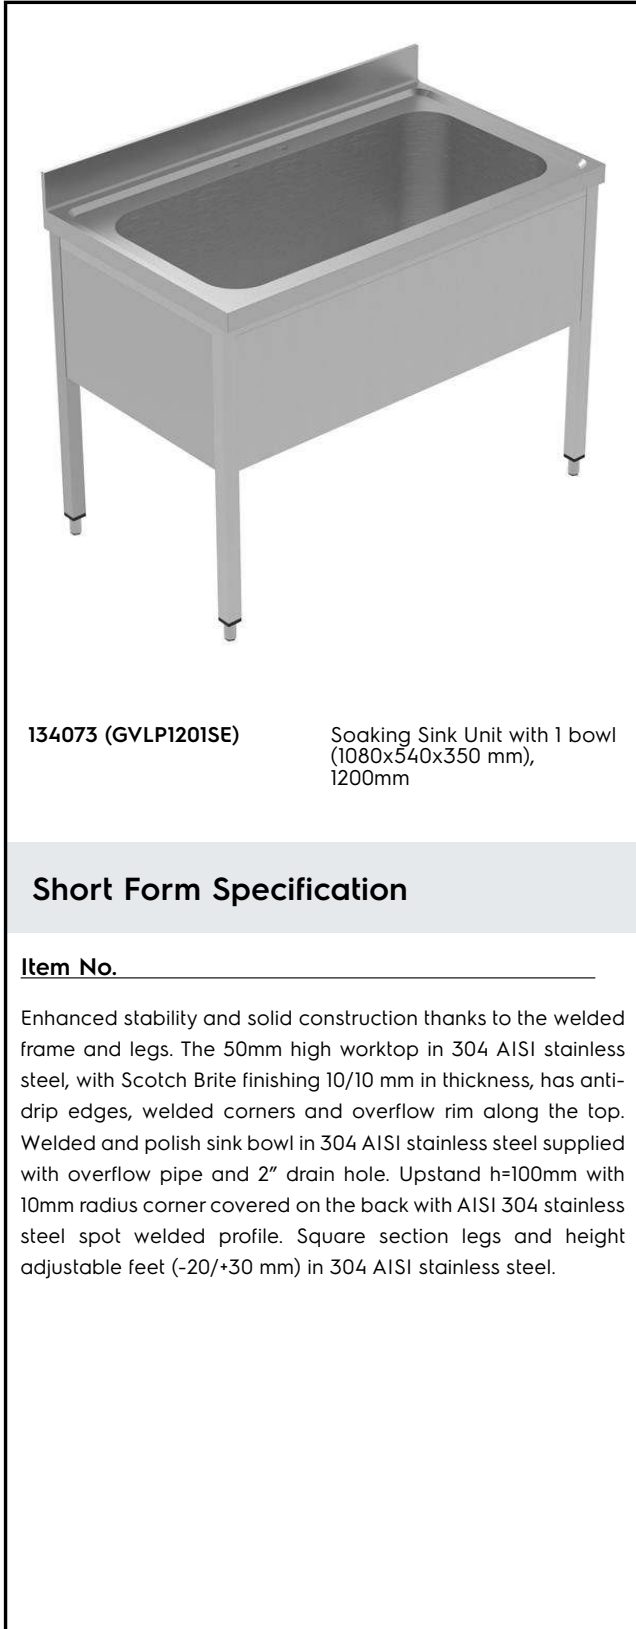 134073 (GVLP1201SE)
Soaking Sink Unit with 1 bowl
(1080x540x350 mm),
1200mm
Short Form Specification
Item No.
Enhanced stability and solid construction thanks to the welded
frame and legs. The 50mm high worktop in 304 AISI stainless
steel, with Scotch Brite finishing 10/10 mm in thickness, has anti-
drip edges, welded corners and overflow rim along the top.
Welded and polish sink bowl in 304 AISI stainless steel supplied
with overflow pipe and 2” drain hole. Upstand h=100mm with
10mm radius corner covered on the back with AISI 304 stainless
steel spot welded profile. Square section legs and height
adjustable feet (-20/+30 mm) in 304 AISI stainless steel.